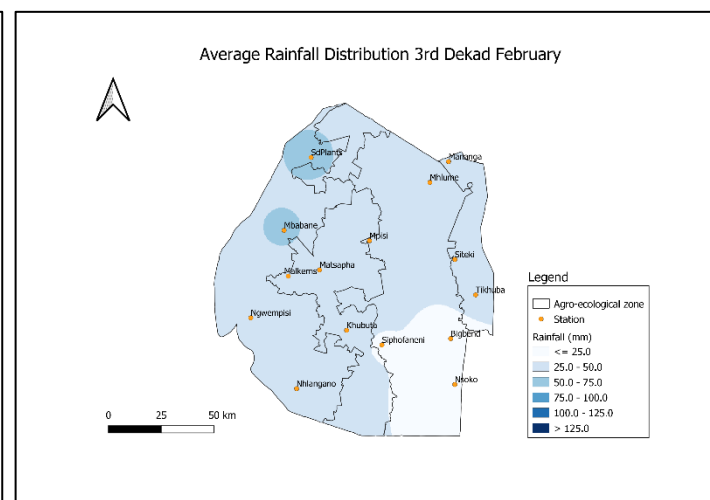 Average Rainfall Distribution 3rd Dekad February
SdPlants
Mananga
Mhlume
Mbabane
Mpisi
Siteki
Malkerns
Matsapha
Tikhuba
Ngwempisi
Khubuta
Siphofaneni
Bigbend
Nsoko
Nhlangano
0 25 50 km
Legend
Agro-ecological zone
Station
Rainfall (mm)
<= 25.0
25.0 - 50.0
50.0 - 75.0
75.0 - 100.0
100.0 - 125.0
> 125.0